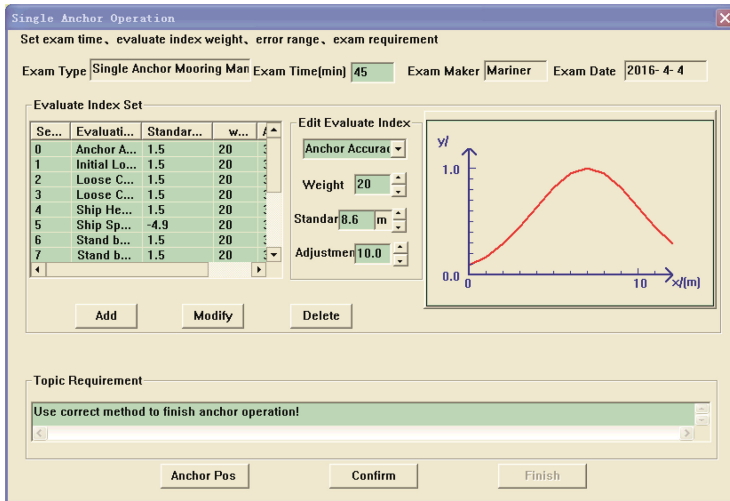 Single Anchor Operation
Set exam time、evaluate index weight、error range、exam requirement
Exam Type Single Anchor Mooring Man Exam Time(min) 45 Exam Maker Mariner Exam Date 2016- 4- 4
Evaluate Index Set
Se... Evaluati... Standar... w...
0 Anchor A... 1.5 20
1 Initial Lo... 1.5 20
2 Loose C... 1.5 20
3 Loose C... 1.5 20
4 Ship He... 1.5 20
5 Ship Sp... -4.9 20
6 Stand b... 1.5 20
7 Stand b... 1.5 20
Edit Evaluate Index
Anchor Accurac
Weight 20
Standar 8.6 m
Adjustmen 10.0
y/
1.0
0.0
0 10 x/(m)
Add Modify Delete
Topic Requirement
Use correct method to finish anchor operation!
Anchor Pos Confirm Finish